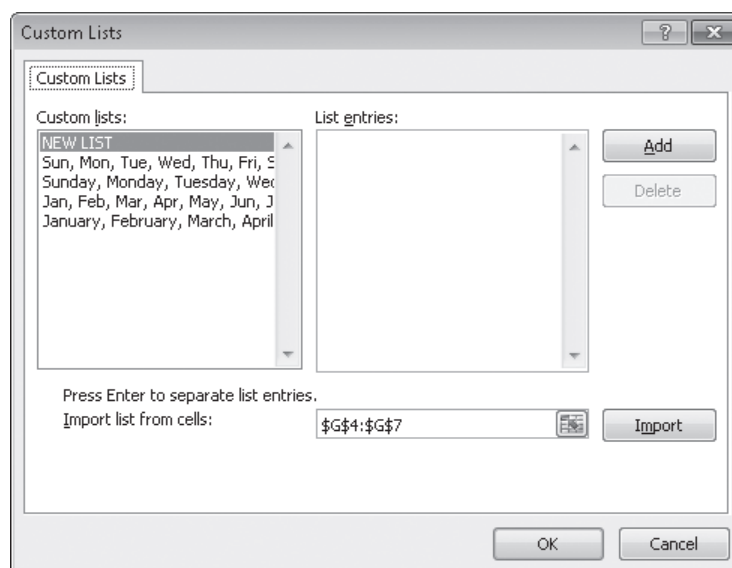 Custom Lists
Custom Lists
Custom lists:
List entries:
NEW LIST
Sun, Mon, Tue, Wed, Thu, Fri, S
Sunday, Monday, Tuesday, Wed
Jan, Feb, Mar, Apr, May, Jun, J
January, February, March, April
Add
Delete
Press Enter to separate list entries.
Import list from cells:
$G$4:$G$7
Import
OK
Cancel